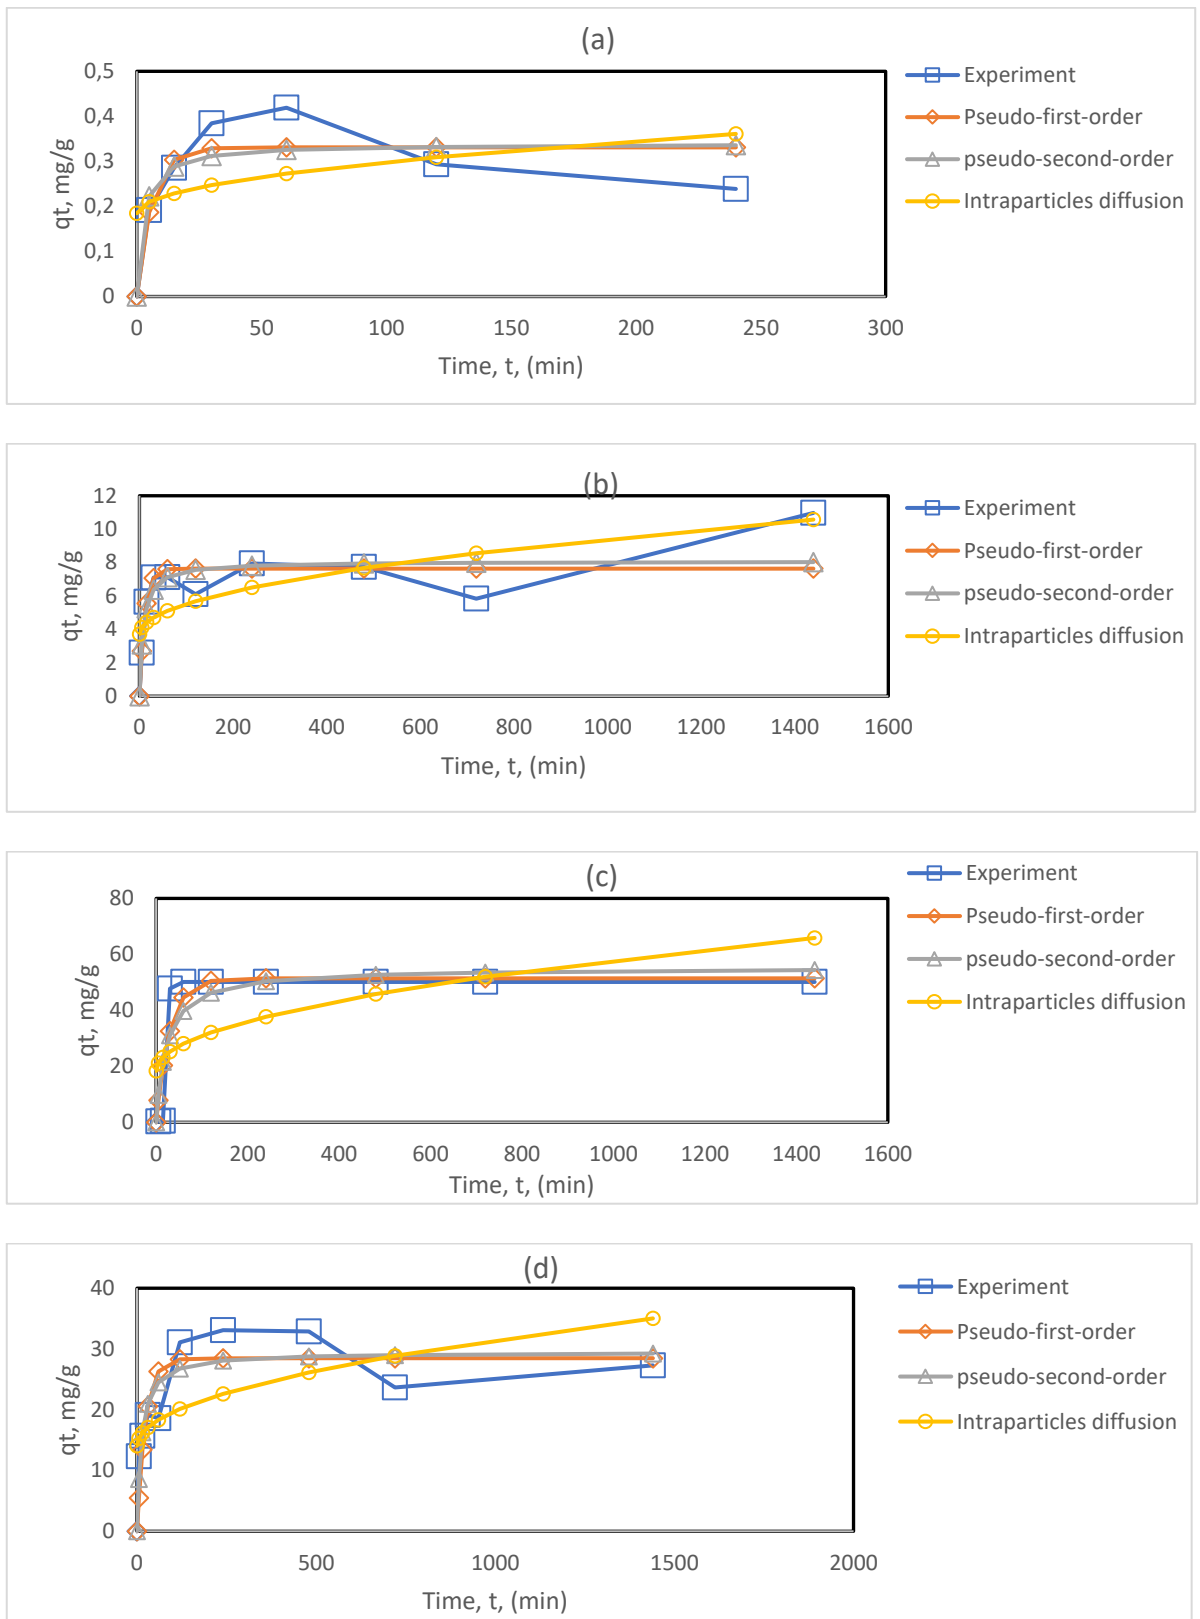 (a)
0,5
0,4
0,3
0,2
0,1
0
qt, mg/g
0 50 100 150 200 250 300
Time, t, (min)
Experiment
Pseudo-first-order
pseudo-second-order
Intraparticles diffusion
(b)
12
10
8
6
4
2
0
qt, mg/g
0 200 400 600 800 1000 1200 1400 1600
Time, t, (min)
Experiment
Pseudo-first-order
pseudo-second-order
Intraparticles diffusion
(c)
80
60
40
20
0
qt, mg/g
0 200 400 600 800 1000 1200 1400 1600
Time, t, (min)
Experiment
Pseudo-first-order
pseudo-second-order
Intraparticles diffusion
(d)
40
30
20
10
0
qt, mg/g
0 500 1000 1500 2000
Time, t, (min)
Experiment
Pseudo-first-order
pseudo-second-order
Intraparticles diffusion